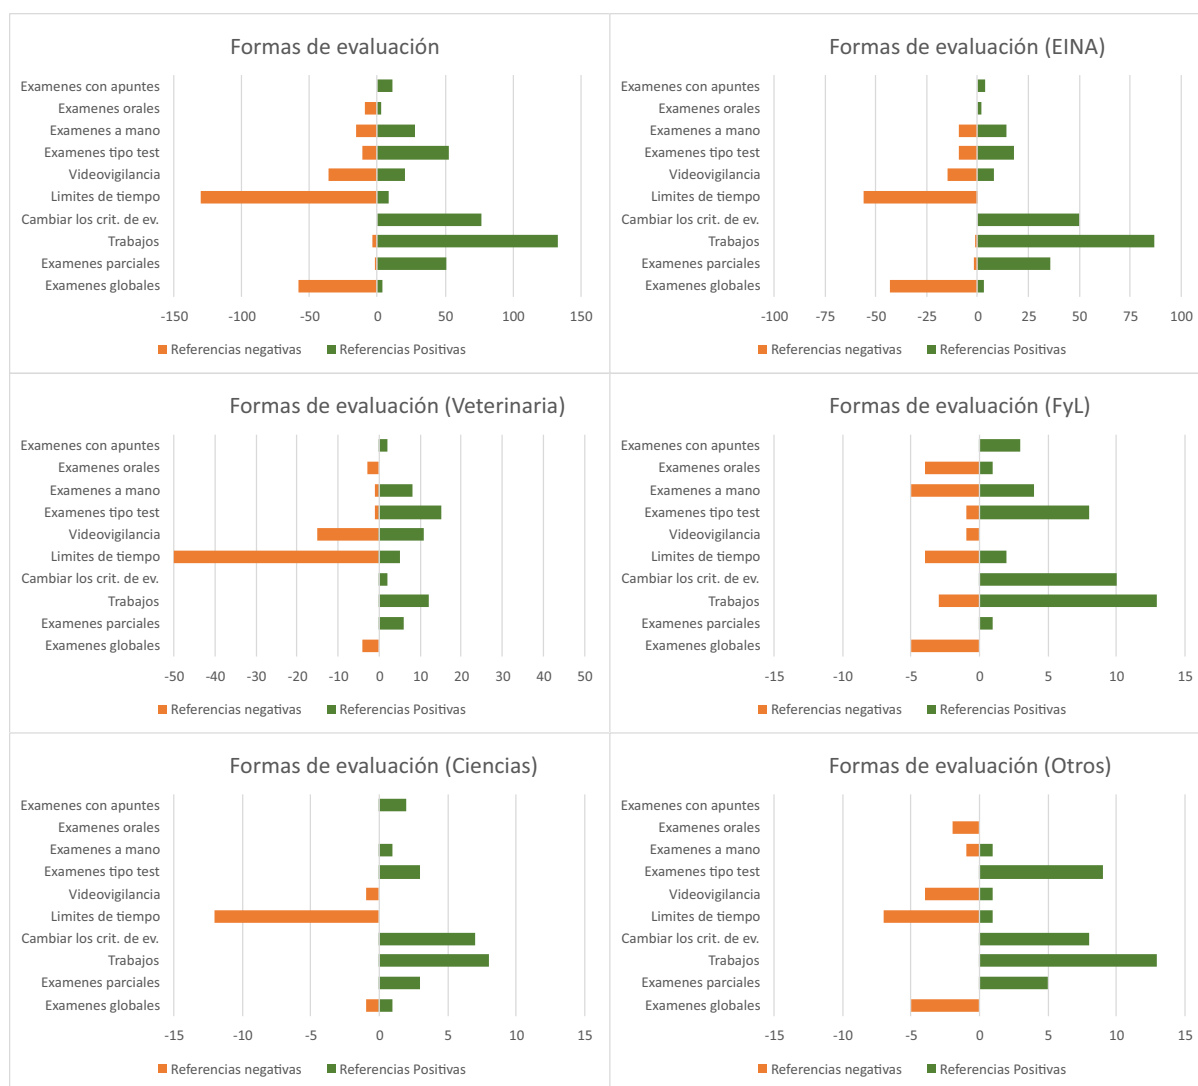 Formas de evaluación
Examenes con apuntes
Examenes orales
Examenes a mano
Examenes tipo test
Videovigilancia
Limites de tiempo
Cambiar los crit. de ev.
Trabajos
Examenes parciales
Examenes globales
-150 -100 -50 0 50 100 150
Referencias negativas Referencias Positivas
Formas de evaluación (EINA)
Examenes con apuntes
Examenes orales
Examenes a mano
Examenes tipo test
Videovigilancia
Limites de tiempo
Cambiar los crit. de ev.
Trabajos
Examenes parciales
Examenes globales
-100 -75 -50 -25 0 25 50 75 100
Referencias negativas Referencias Positivas
Formas de evaluación (Veterinaria)
Examenes con apuntes
Examenes orales
Examenes a mano
Examenes tipo test
Videovigilancia
Limites de tiempo
Cambiar los crit. de ev.
Trabajos
Examenes parciales
Examenes globales
-50 -40 -30 -20 -10 0 10 20 30 40 50
Referencias negativas Referencias Positivas
Formas de evaluación (FyL)
Examenes con apuntes
Examenes orales
Examenes a mano
Examenes tipo test
Videovigilancia
Limites de tiempo
Cambiar los crit. de ev.
Trabajos
Examenes parciales
Examenes globales
-15 -10 -5 0 5 10 15
Referencias negativas Referencias Positivas
Formas de evaluación (Ciencias)
Examenes con apuntes
Examenes orales
Examenes a mano
Examenes tipo test
Videovigilancia
Limites de tiempo
Cambiar los crit. de ev.
Trabajos
Examenes parciales
Examenes globales
-15 -10 -5 0 5 10 15
Referencias negativas Referencias Positivas
Formas de evaluación (Otros)
Examenes con apuntes
Examenes orales
Examenes a mano
Examenes tipo test
Videovigilancia
Limites de tiempo
Cambiar los crit. de ev.
Trabajos
Examenes parciales
Examenes globales
-15 -10 -5 0 5 10 15
Referencias negativas Referencias Positivas